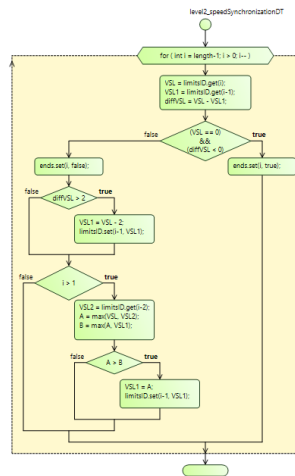 level2_speedSynchronizationDT
for ( int i = length-1; i > 0; i-- )
VSL = limitsID.get(i);
VSL1 = limitsID.get(i-1);
diffVSL = VSL - VSL1;
false
(VSL == 0)
&&
(diffVSL < 0)
true
ends.set(i, false);
ends.set(i, true);
false
diffVSL > 2
true
VSL1 = VSL - 2;
limitsID.set(i-1, VSL1);
false
i > 1
true
VSL2 = limitsID.get(i-2);
A = max(VSL, VSL2);
B = max(A, VSL1);
false
A > B
true
VSL1 = A;
limitsID.set(i-1, VSL1);